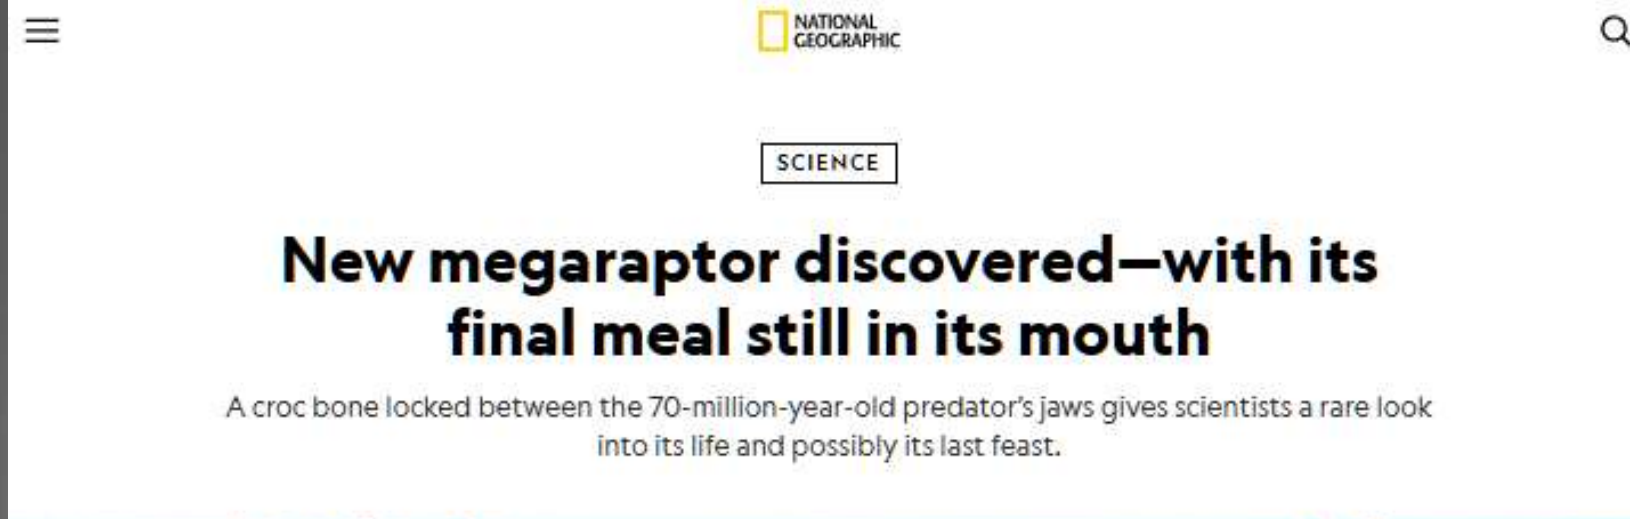 NATIONAL
GEOGRAPHIC
SCIENCE
New megaraptor discovered—with its
final meal still in its mouth
A croc bone locked between the 70-million-year-old predator's jaws gives scientists a rare look
into its life and possibly its last feast.